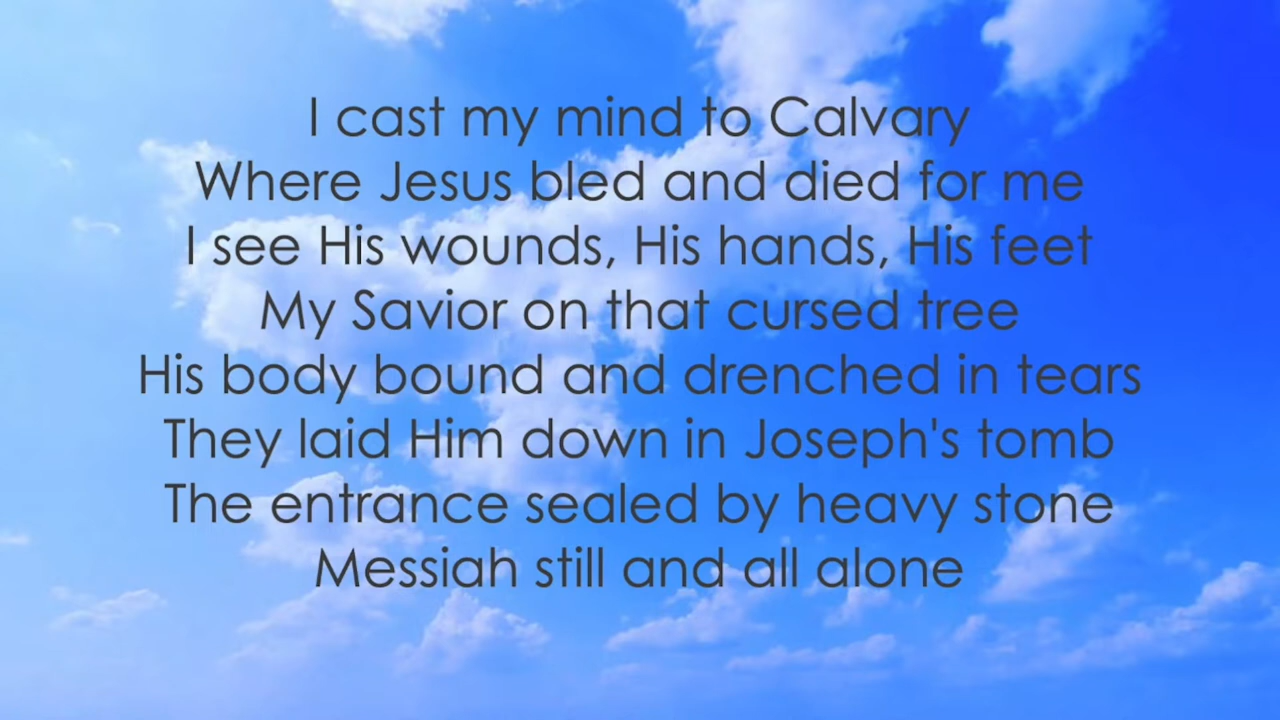 I cast my mind to Calvary
Where Jesus bled and died for me
I see His wounds, His hands, His feet
My Savior on that cursed tree
His body bound and drenched in tears
They laid Him down in Joseph's tomb
The entrance sealed by heavy stone
Messiah still and all alone